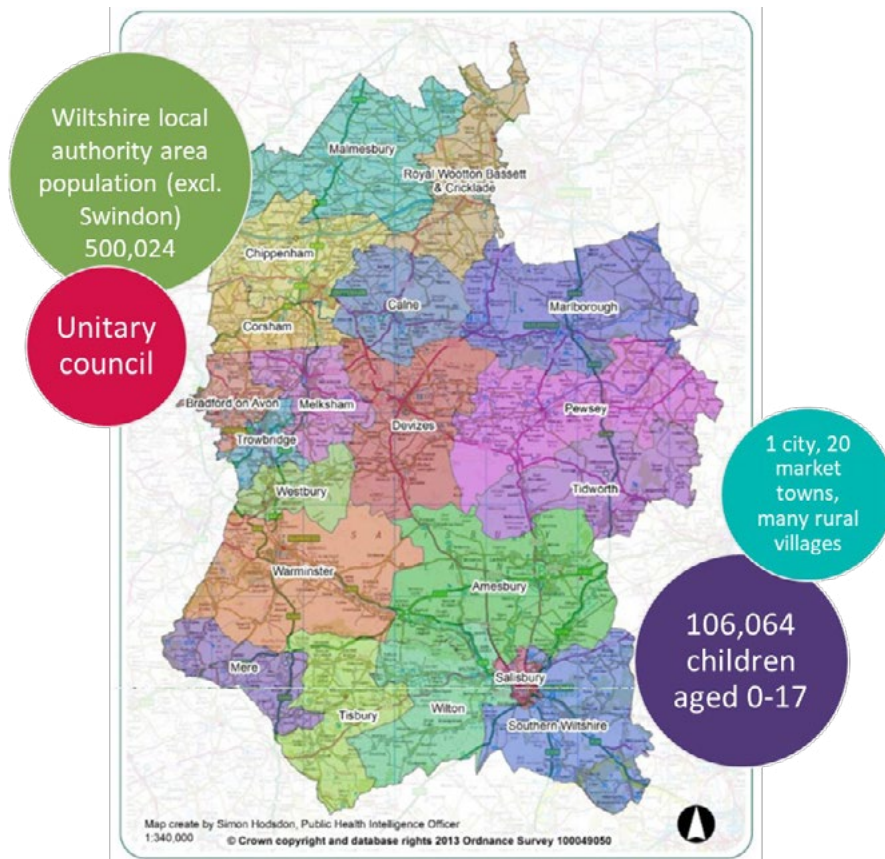 Wiltshire local
authority area
population (excl.
Swindon)
500,024
Unitary
council
Malmesbury
Royal Wootton Bassett
& Cricklade
Chippenham
Calne
Marlborough
Corsham
Bradford on Avon
Melksham
Devizes
Pewsey
Trowbridge
Westbury
Tidworth
1 city, 20
market
towns,
many rural
villages
Warminster
Amesbury
106,064
children
aged 0-17
Mere
Salisbury
Tisbury
Wilton
Southern Wiltshire
Map create by Simon Hodsdon, Public Health Intelligence Officer
1:340,000
© Crown copyright and database rights 2013 Ordnance Survey 100049050